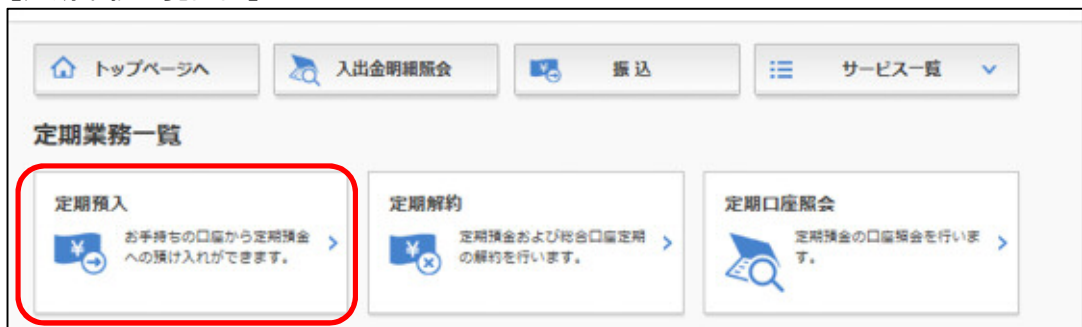 トップページへ
入出金明細照会
振込
サービス一覧
定期業務一覧
定期預入
お手持ちの口座から定期預金
への預け入れができます。
定期解約
定期預金および総合口座定期
の解約を行います。
定期口座照会
定期預金の口座照会を行いま
す。